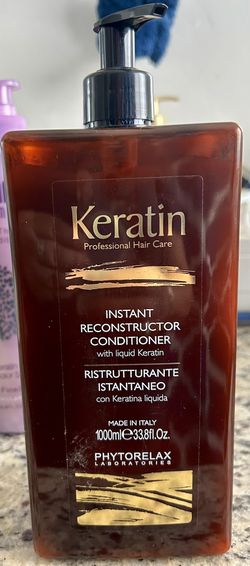 Keratin
Professional Hair Care
INSTANT
RECONSTRUCTOR
CONDITIONER
with liquid Keratin
RISTRUTTURANTE
ISTANTANEO
con Keratina liquida
MADE IN ITALY
1000ml℮33.8fl.Oz.
PHYTORELAX
LABORATORIES